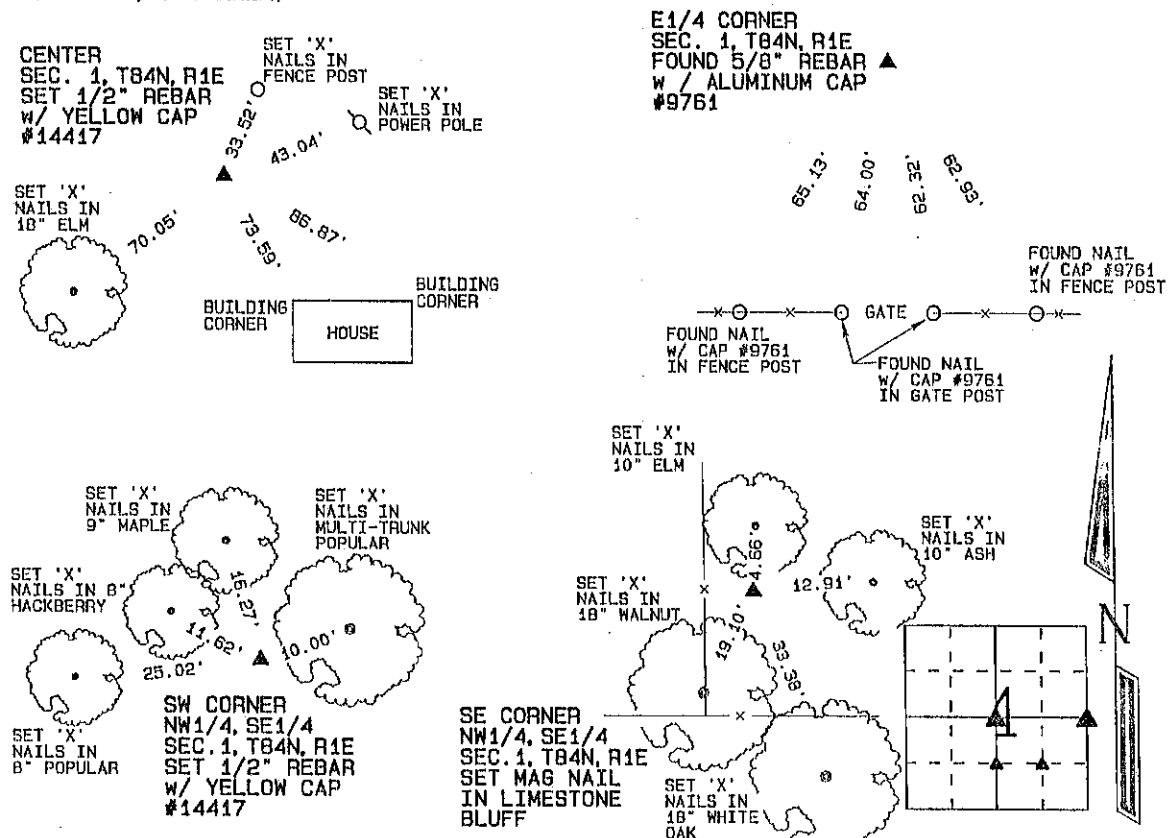 CENTER
SEC. 1, T84N, R1E
SET 1/2" REBAR
W/ YELLOW CAP
#14417
SET 'X'
NAILS IN
FENCE POST
SET 'X'
NAILS IN
POWER POLE
33.52'
43.04'
SET 'X'
NAILS IN
18" ELM
70.05'
73.59'
86.87'
BUILDING
CORNER
BUILDING
CORNER
HOUSE
E1/4 CORNER
SEC. 1, T84N, R1E
FOUND 5/8" REBAR
W / ALUMINUM CAP
#9761
65.13'
64.00'
62.32'
62.93'
FOUND NAIL
W/ CAP #9761
IN FENCE POST
GATE
FOUND NAIL
W/ CAP #9761
IN FENCE POST
FOUND NAIL
W/ CAP #9761
IN GATE POST
SET 'X'
NAILS IN
9" MAPLE
SET 'X'
NAILS IN
MULTI-TRUNK
POPULAR
SET 'X'
NAILS IN 8"
HACKBERRY
16.27'
11.62'
10.00'
25.02'
SET 'X'
NAILS IN
8" POPULAR
SW CORNER
NW1/4, SE1/4
SEC. 1, T84N, R1E
SET 1/2" REBAR
W/ YELLOW CAP
#14417
SET 'X'
NAILS IN
10" ELM
SET 'X'
NAILS IN
10" ASH
4.66'
12.91'
SET 'X'
NAILS IN
18" WALNUT
19.10'
33.38'
SE CORNER
NW1/4, SE1/4
SEC. 1, T84N, R1E
SET MAG NAIL
IN LIMESTONE
BLUFF
SET 'X'
NAILS IN
18" WHITE
OAK
1
N